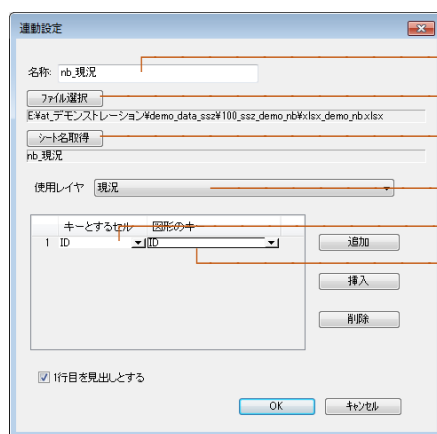 連動設定
名称: nb_現況
ファイル選択
E:¥at_デモンストレーション¥demo_data_ssz¥100_ssz_demo_nb¥xlsx_demo_nb.xlsx
シート名取得
nb_現況
使用レイヤ 現況
キーとするセル 図形のキー
1 ID ID
追加
挿入
削除
1行目を見出しとする
OK キャンセル